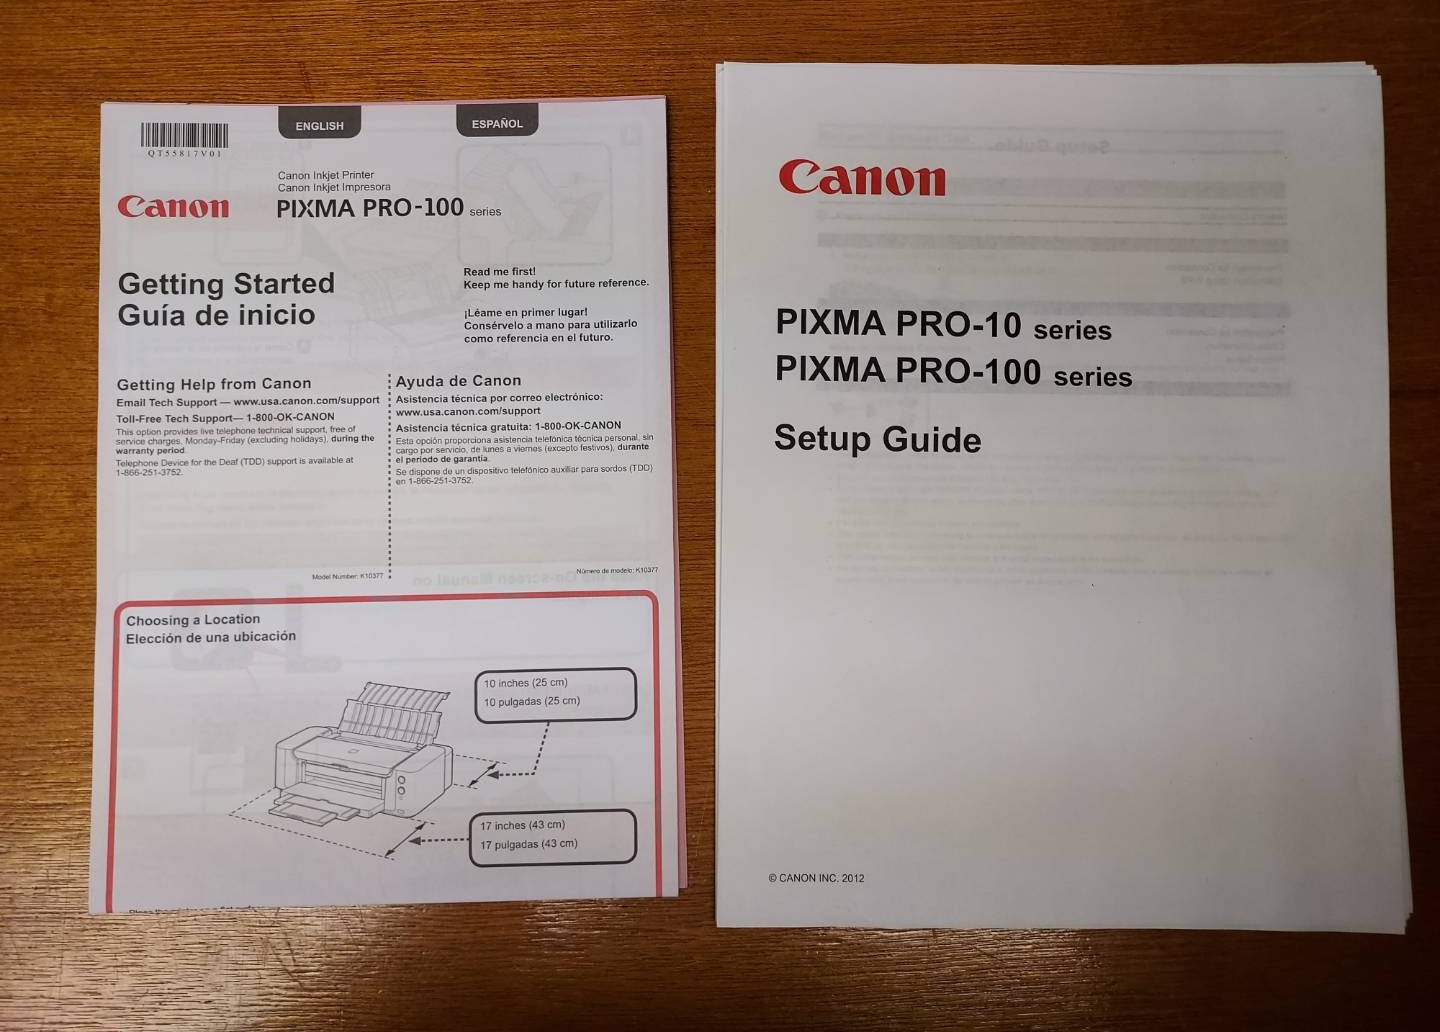 QT55817V01
ENGLISH
ESPAÑOL
Canon Inkjet Printer
Canon Inkjet Impresora
Canon
PIXMA PRO-100 series
Getting Started
Guía de inicio
Read me first!
Keep me handy for future reference.
¡Léame en primer lugar!
Consérvelo a mano para utilizarlo
como referencia en el futuro.
Getting Help from Canon
Email Tech Support — www.usa.canon.com/support
Toll-Free Tech Support— 1-800-OK-CANON
This option provides live telephone technical support, free of
service charges, Monday-Friday (excluding holidays), during the
warranty period.
Telephone Device for the Deaf (TDD) support is available at
1-866-251-3752.
Model Number: K10377
Ayuda de Canon
Asistencia técnica por correo electrónico:
www.usa.canon.com/support
Asistencia técnica gratuita: 1-800-OK-CANON
Esta opción proporciona asistencia telefónica técnica personal, sin
cargo por servicio, de lunes a viernes (excepto festivos), durante
el periodo de garantía.
Se dispone de un dispositivo telefónico auxiliar para sordos (TDD)
en 1-866-251-3752.
Número de modelo: K10377
Choosing a Location
Elección de una ubicación
10 inches (25 cm)
10 pulgadas (25 cm)
17 inches (43 cm)
17 pulgadas (43 cm)
Canon
PIXMA PRO-10 series
PIXMA PRO-100 series
Setup Guide
© CANON INC. 2012